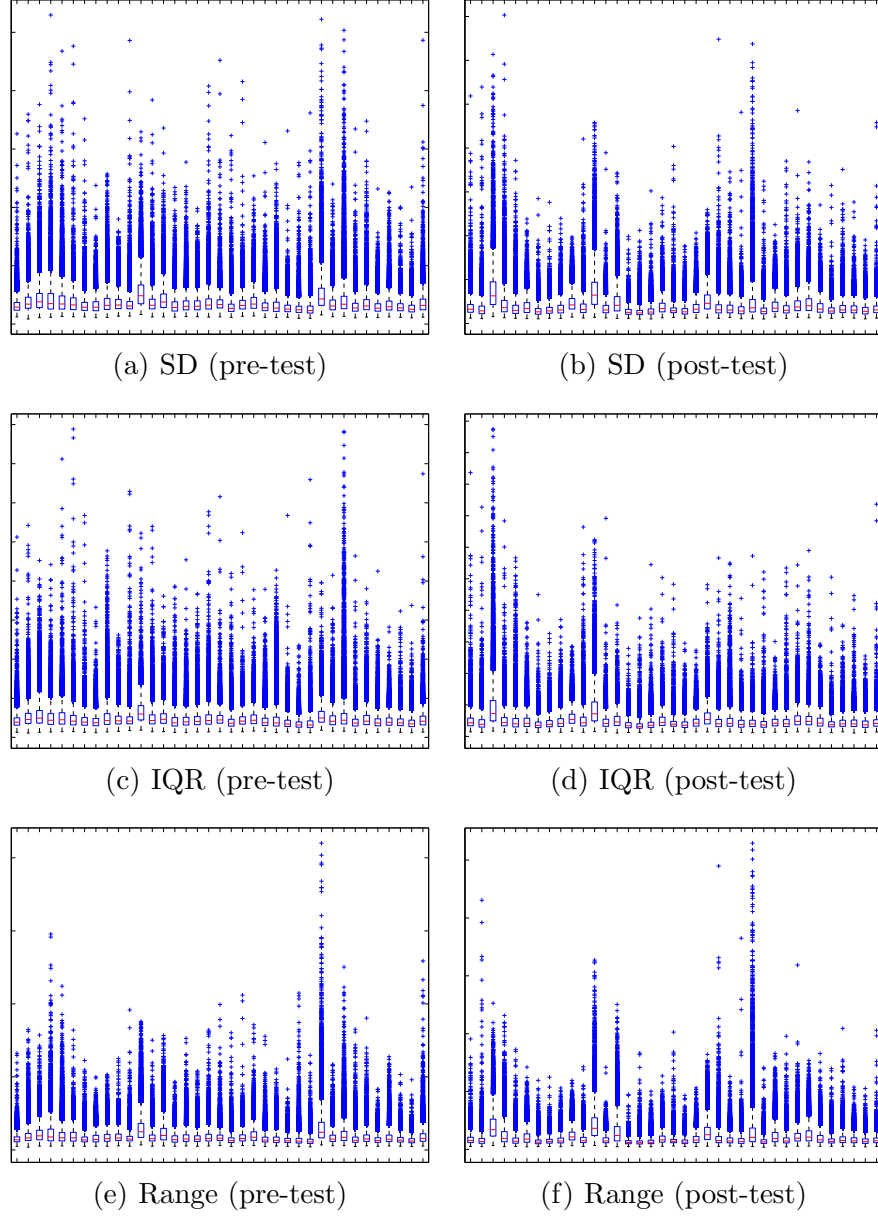 (a) SD (pre-test)
(b) SD (post-test)
(c) IQR (pre-test)
(d) IQR (post-test)
(e) Range (pre-test)
(f) Range (post-test)